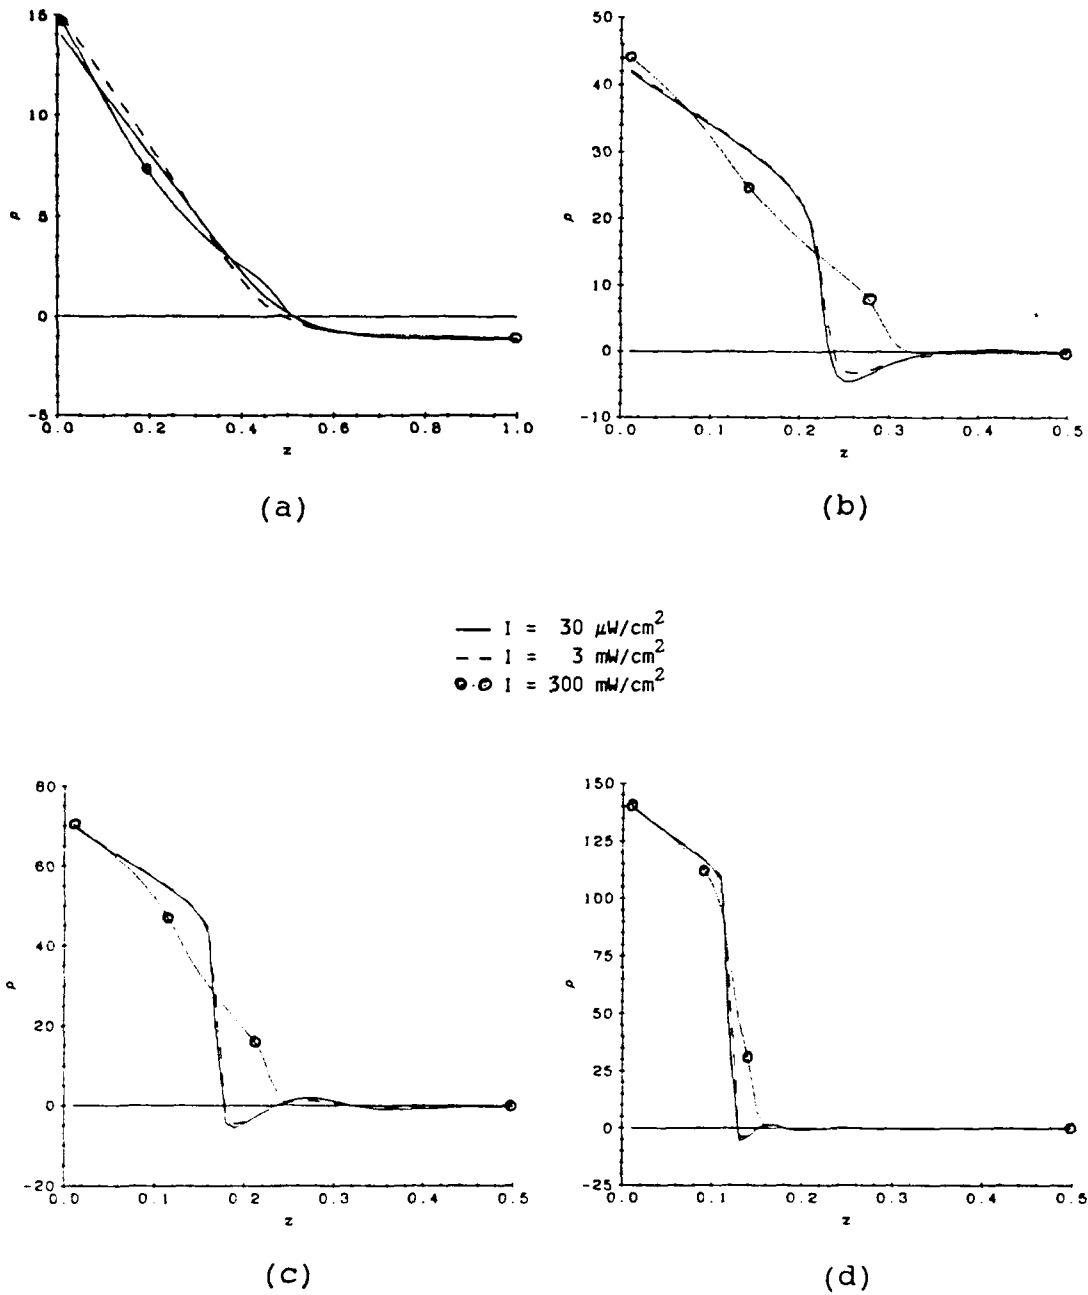 15
10
5
0
-5
ρ
0.0 0.2 0.4 0.6 0.8 1.0
z
(a)
50
40
30
20
10
0
-10
ρ
0.0 0.1 0.2 0.3 0.4 0.5
z
(b)
I = 30 μW/cm²
I = 3 mW/cm²
I = 300 mW/cm²
80
60
40
20
0
-20
ρ
0.0 0.1 0.2 0.3 0.4 0.5
z
(c)
150
125
100
75
50
25
0
-25
ρ
0.0 0.1 0.2 0.3 0.4 0.5
z
(d)